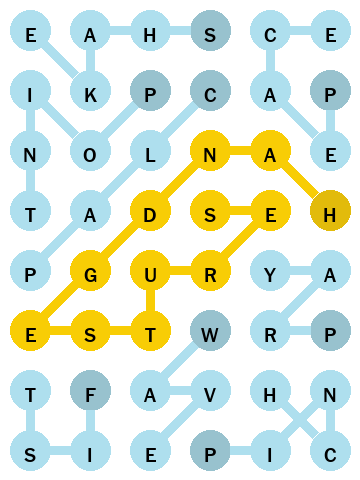 E A H S C E
I K P C A P
N O L N A E
T A D S E H
P G U R Y A
E S T W R P
T F A V H N
S I E P I C